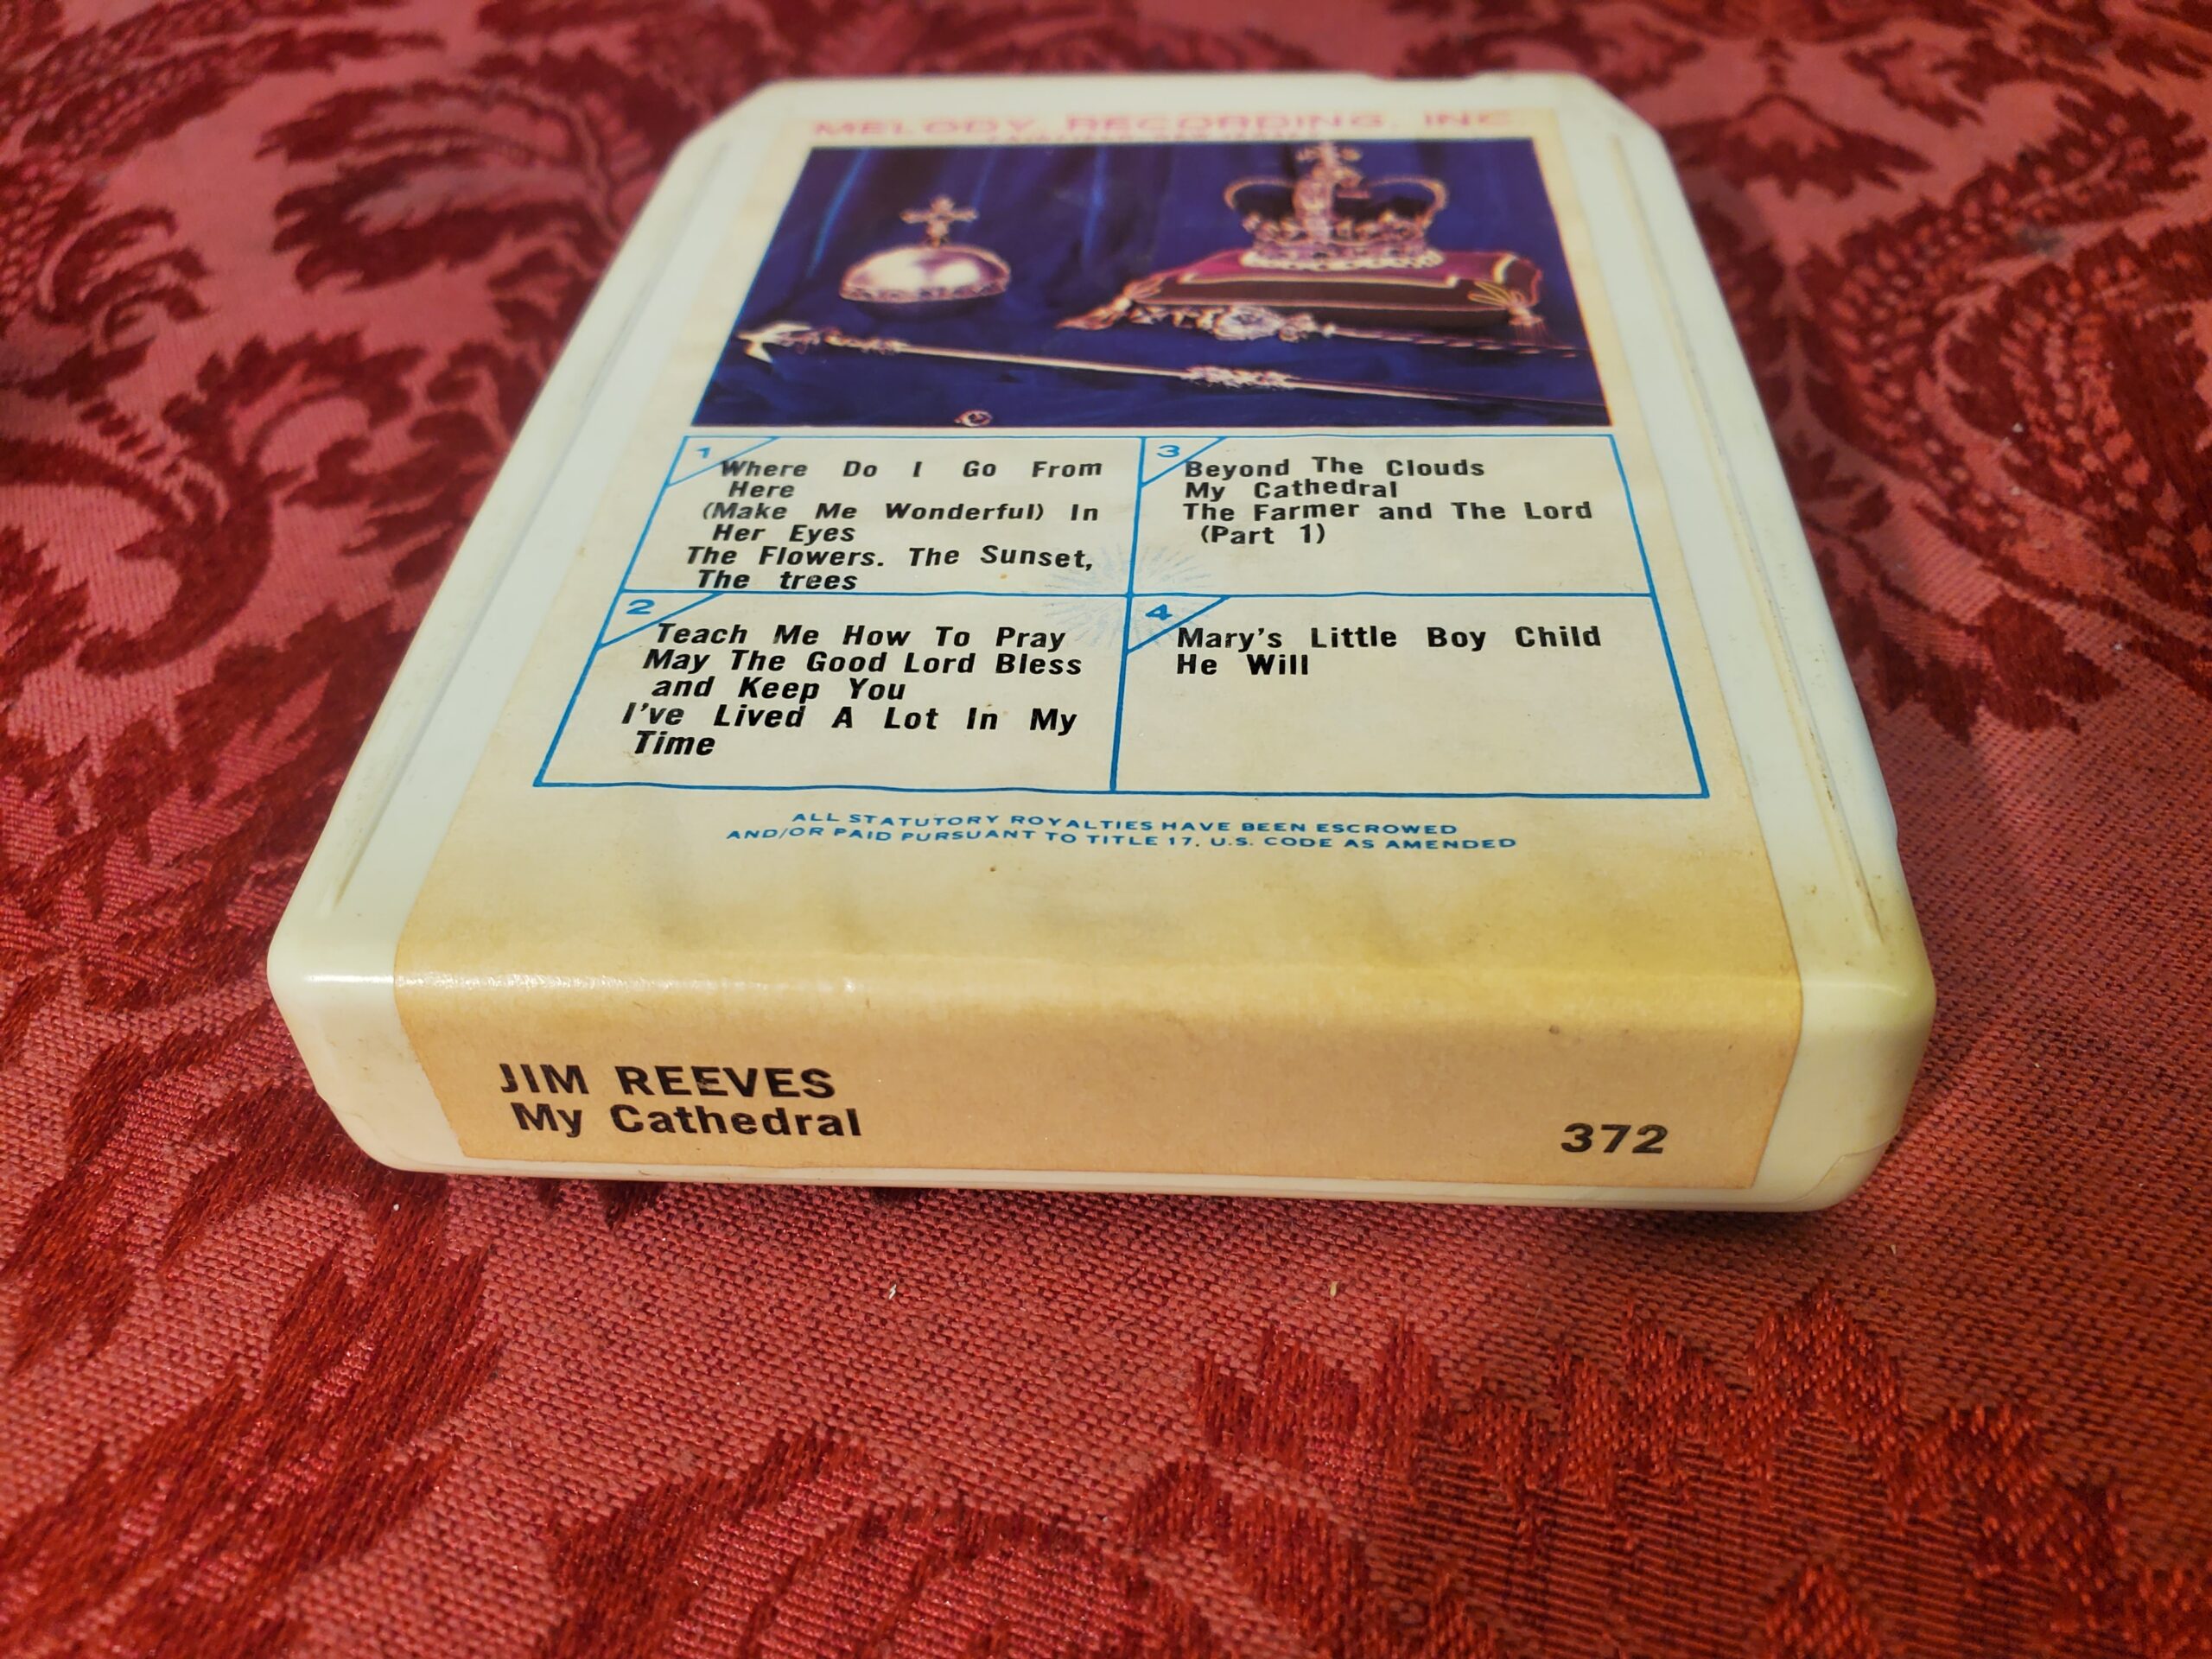 MELODY RECORDING, INC
1
Where Do I Go From
Here
(Make Me Wonderful) In
Her Eyes
The Flowers. The Sunset,
The trees
2
Teach Me How To Pray
May The Good Lord Bless
and Keep You
I've Lived A Lot In My
Time
3
Beyond The Clouds
My Cathedral
The Farmer and The Lord
(Part 1)
4
Mary's Little Boy Child
He Will
ALL STATUTORY ROYALTIES HAVE BEEN ESCROWED
AND/OR PAID PURSUANT TO TITLE 17, U.S. CODE AS AMENDED
JIM REEVES
My Cathedral
372